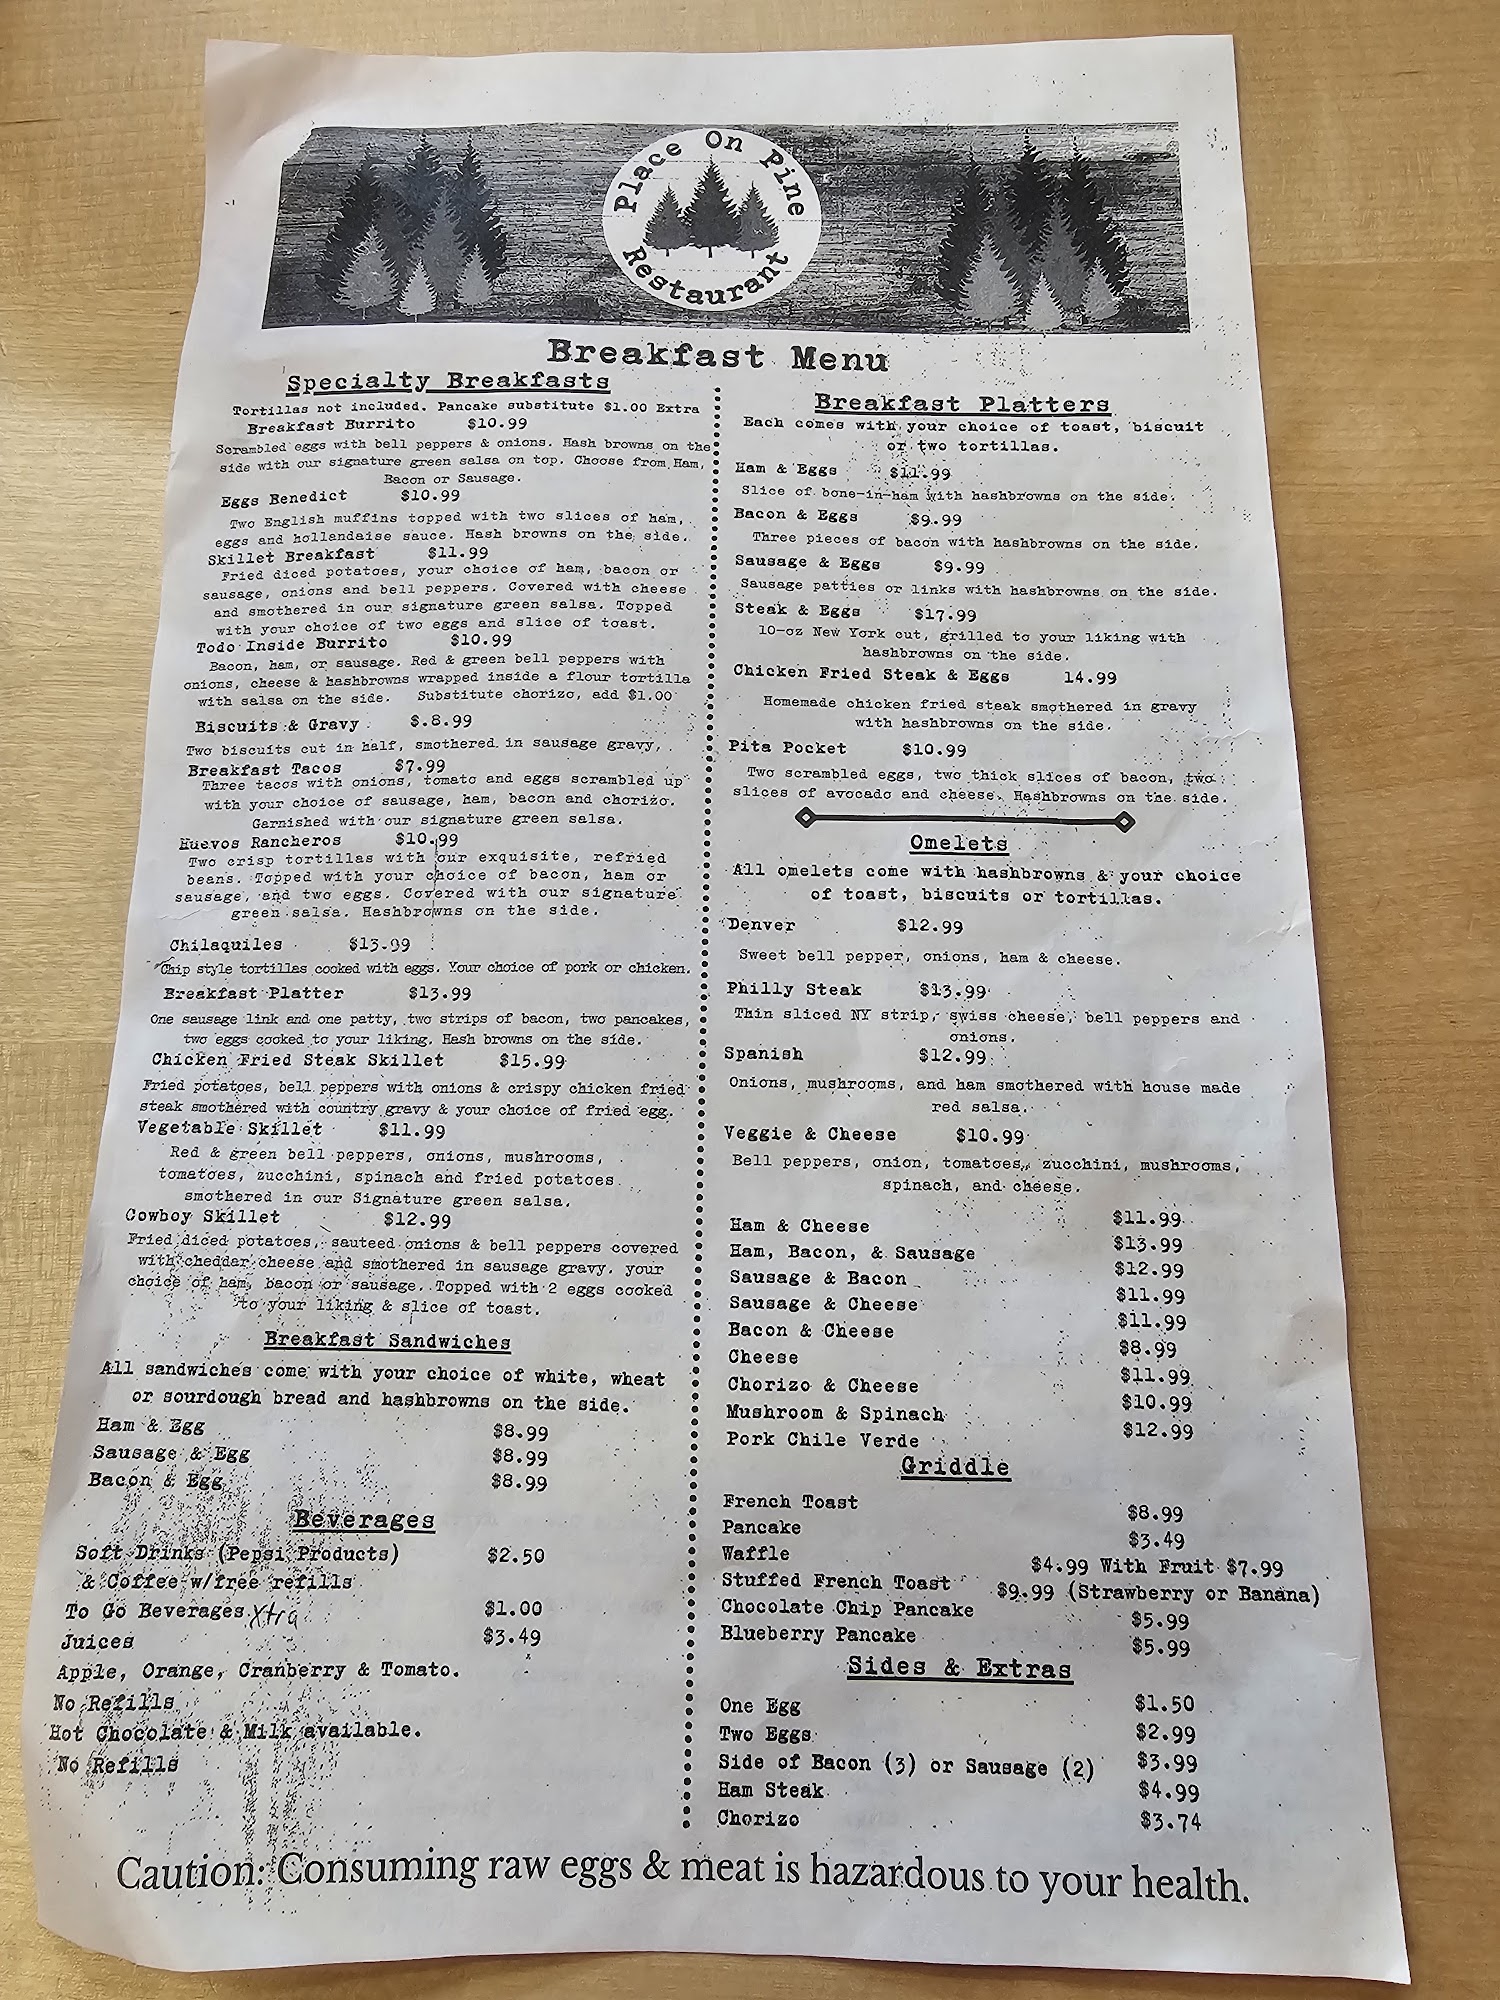 Place On Pine
Restaurant
Breakfast Menu
Specialty Breakfasts
Tortillas not included. Pancake substitute $1.00 Extra
Breakfast Burrito $10.99
Scrambled eggs with bell peppers & onions. Hash browns on the
side with our signature green salsa on top. Choose from Ham,
Bacon or Sausage.
Eggs Benedict $10.99
Two English muffins topped with two slices of ham,
eggs and hollandaise sauce. Hash browns on the side.
Skillet Breakfast $11.99
Fried diced potatoes, your choice of ham, bacon or
sausage, onions and bell peppers. Covered with cheese
and smothered in our signature green salsa. Topped
with your choice of two eggs and slice of toast.
Todo Inside Burrito $10.99
Bacon, ham, or sausage. Red & green bell peppers with
onions, cheese & hashbrowns wrapped inside a flour tortilla
with salsa on the side. Substitute chorizo, add $1.00
Biscuits & Gravy $.8.99
Two biscuits cut in half, smothered in sausage gravy,
Breakfast Tacos $7.99
Three tacos with onions, tomato and eggs scrambled up
with your choice of sausage, ham, bacon and chorizo.
Garnished with our signature green salsa.
Huevos Rancheros $10.99
Two crisp tortillas with our exquisite, refried
beans. Topped with your choice of bacon, ham or
sausage, and two eggs. Covered with our signature
green salsa. Hashbrowns on the side.
Chilaquiles $13.99
Chip style tortillas cooked with eggs. Your choice of pork or chicken.
Breakfast Platter $13.99
One sausage link and one patty, two strips of bacon, two pancakes,
two eggs cooked to your liking. Hash browns on the side.
Chicken Fried Steak Skillet $15.99
Fried potatoes, bell peppers with onions & crispy chicken fried
steak smothered with country gravy & your choice of fried egg.
Vegetable Skillet $11.99
Red & green bell peppers, onions, mushrooms,
tomatoes, zucchini, spinach and fried potatoes
smothered in our Signature green salsa.
Cowboy Skillet $12.99
Fried diced potatoes, sauteed onions & bell peppers covered
with cheddar cheese and smothered in sausage gravy. your
choice of ham, bacon or sausage. Topped with 2 eggs cooked
to your liking & slice of toast.
Breakfast Sandwiches
All sandwiches come with your choice of white, wheat
or sourdough bread and hashbrowns on the side.
Ham & Egg $8.99
Sausage & Egg $8.99
Bacon & Egg $8.99
Beverages
Soft Drinks (Pepsi Products) $2.50
& Coffee w/free refills
To Go Beverages Xtra $1.00
Juices $3.49
Apple, Orange, Cranberry & Tomato.
No Refills
Hot Chocolate & Milk available.
No Refills
Breakfast Platters
Each comes with your choice of toast, biscuit
or two tortillas.
Ham & Eggs $11.99
Slice of bone-in-ham with hashbrowns on the side.
Bacon & Eggs $9.99
Three pieces of bacon with hashbrowns on the side.
Sausage & Eggs $9.99
Sausage patties or links with hashbrowns on the side.
Steak & Eggs $17.99
10-oz New York cut, grilled to your liking with
hashbrowns on the side.
Chicken Fried Steak & Eggs 14.99
Homemade chicken fried steak smothered in gravy
with hashbrowns on the side.
Pita Pocket $10.99
Two scrambled eggs, two thick slices of bacon, two
slices of avocado and cheese. Hashbrowns on the side.
Omelets
All omelets come with hashbrowns & your choice
of toast, biscuits or tortillas.
Denver $12.99
Sweet bell pepper, onions, ham & cheese.
Philly Steak $13.99
Thin sliced NY strip, swiss cheese, bell peppers and
onions.
Spanish $12.99
Onions, mushrooms, and ham smothered with house made
red salsa.
Veggie & Cheese $10.99
Bell peppers, onion, tomatoes, zucchini, mushrooms,
spinach, and cheese.
Ham & Cheese $11.99
Ham, Bacon, & Sausage $13.99
Sausage & Bacon $12.99
Sausage & Cheese $11.99
Bacon & Cheese $11.99
Cheese $8.99
Chorizo & Cheese $11.99
Mushroom & Spinach $10.99
Pork Chile Verde $12.99
Griddle
French Toast $8.99
Pancake $3.49
Waffle $4.99 With Fruit $7.99
Stuffed French Toast $9.99 (Strawberry or Banana)
Chocolate Chip Pancake $5.99
Blueberry Pancake $5.99
Sides & Extras
One Egg $1.50
Two Eggs $2.99
Side of Bacon (3) or Sausage (2) $3.99
Ham Steak $4.99
Chorizo $3.74
Caution: Consuming raw eggs & meat is hazardous to your health.